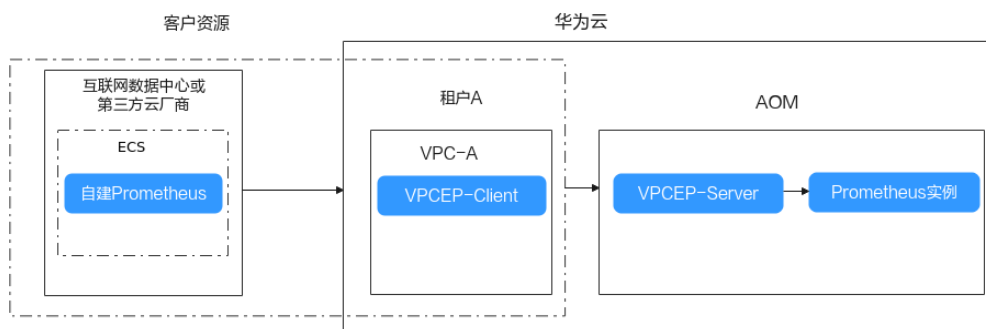 客户资源
华为云
互联网数据中心或
第三方云厂商
ECS
自建Prometheus
租户A
VPC-A
VPCEP-Client
AOM
VPCEP-Server
Prometheus实例